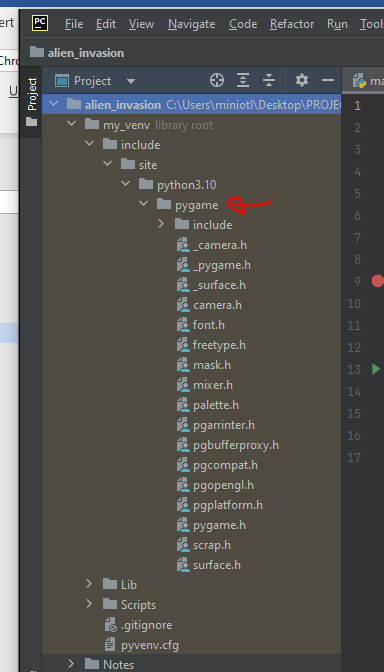 PC File Edit View Navigate Code Refactor Run Too
alien_invasion
Project
Project
alien_invasion C:\Users\miniotl\Desktop\PROJE
my_venv library root
include
site
python3.10
pygame
include
_camera.h
_pygame.h
_surface.h
camera.h
font.h
freetype.h
mask.h
mixer.h
palette.h
pgarrinter.h
pgbufferproxy.h
pgcompat.h
pgopengl.h
pgplatform.h
pygame.h
scrap.h
surface.h
Lib
Scripts
.gitignore
pyvenv.cfg
Notes
ma
1
2
3
4
5
6
7
8
9
10
11
12
13
14
15
16
17
ert
Chro
U